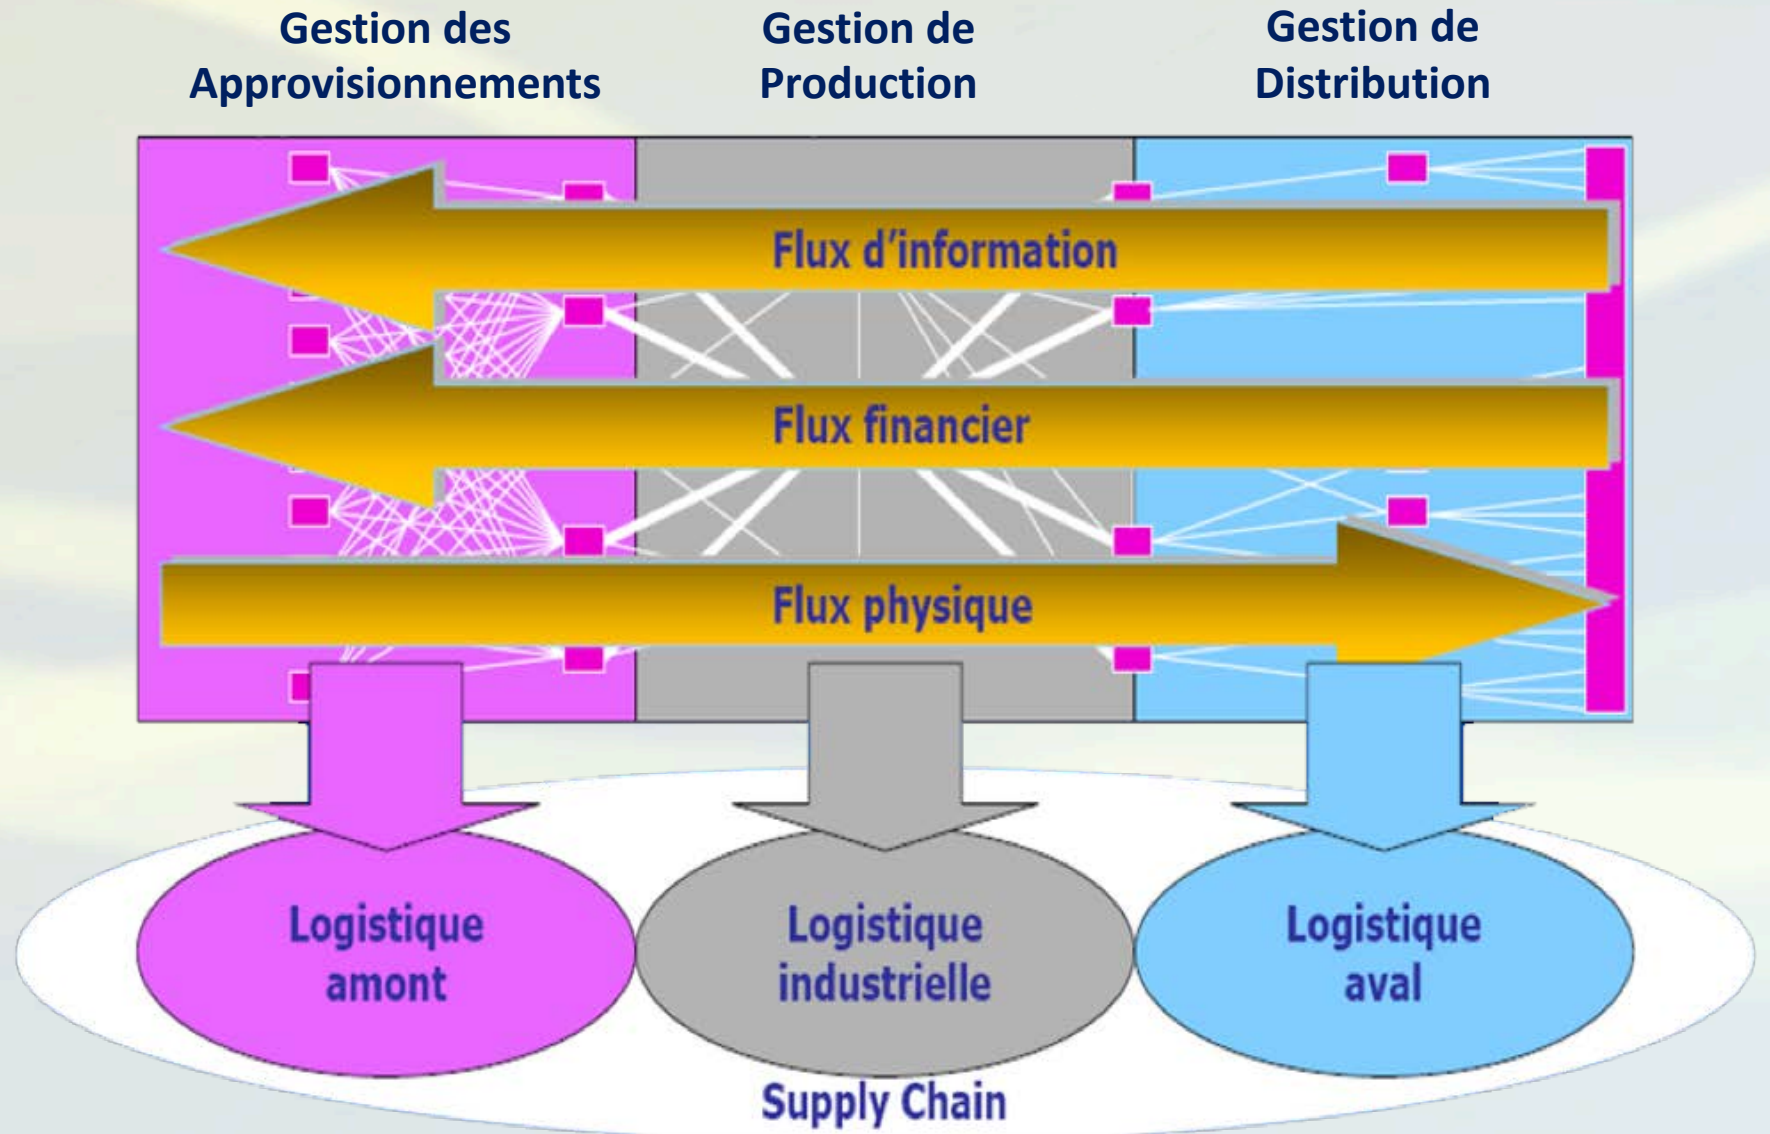 Gestion des
Approvisionnements
Gestion de
Production
Gestion de
Distribution
Flux d’information
Flux financier
Flux physique
Logistique
amont
Logistique
industrielle
Logistique
aval
Supply Chain